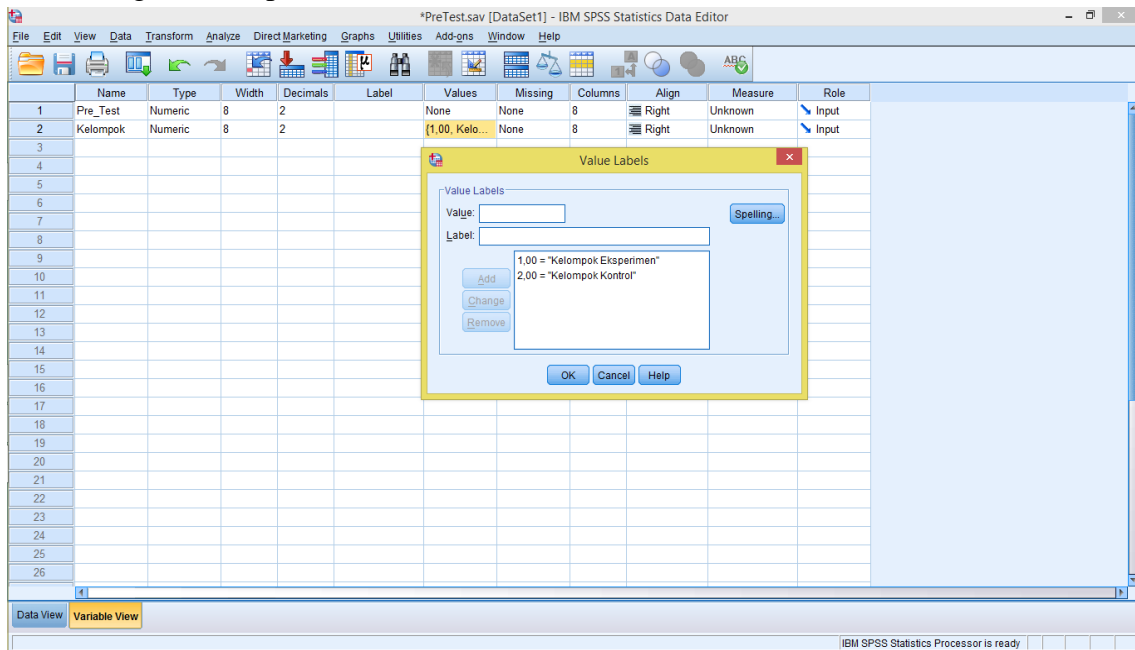 *PreTest.sav [DataSet1] - IBM SPSS Statistics Data Editor
File Edit View Data Transform Analyze Direct Marketing Graphs Utilities Add-ons Window Help
Name Type Width Decimals Label Values Missing Columns Align Measure Role
1 Pre_Test Numeric 8 2 None None 8 Right Unknown Input
2 Kelompok Numeric 8 2 {1,00, Kelo... None 8 Right Unknown Input
3
4
5
6
7
8
9
10
11
12
13
14
15
16
17
18
19
20
21
22
23
24
25
26
Value Labels
Value Labels
Value:
Spelling...
Label:
1,00 = "Kelompok Eksperimen"
2,00 = "Kelompok Kontrol"
Add
Change
Remove
OK Cancel Help
Data View Variable View
IBM SPSS Statistics Processor is ready